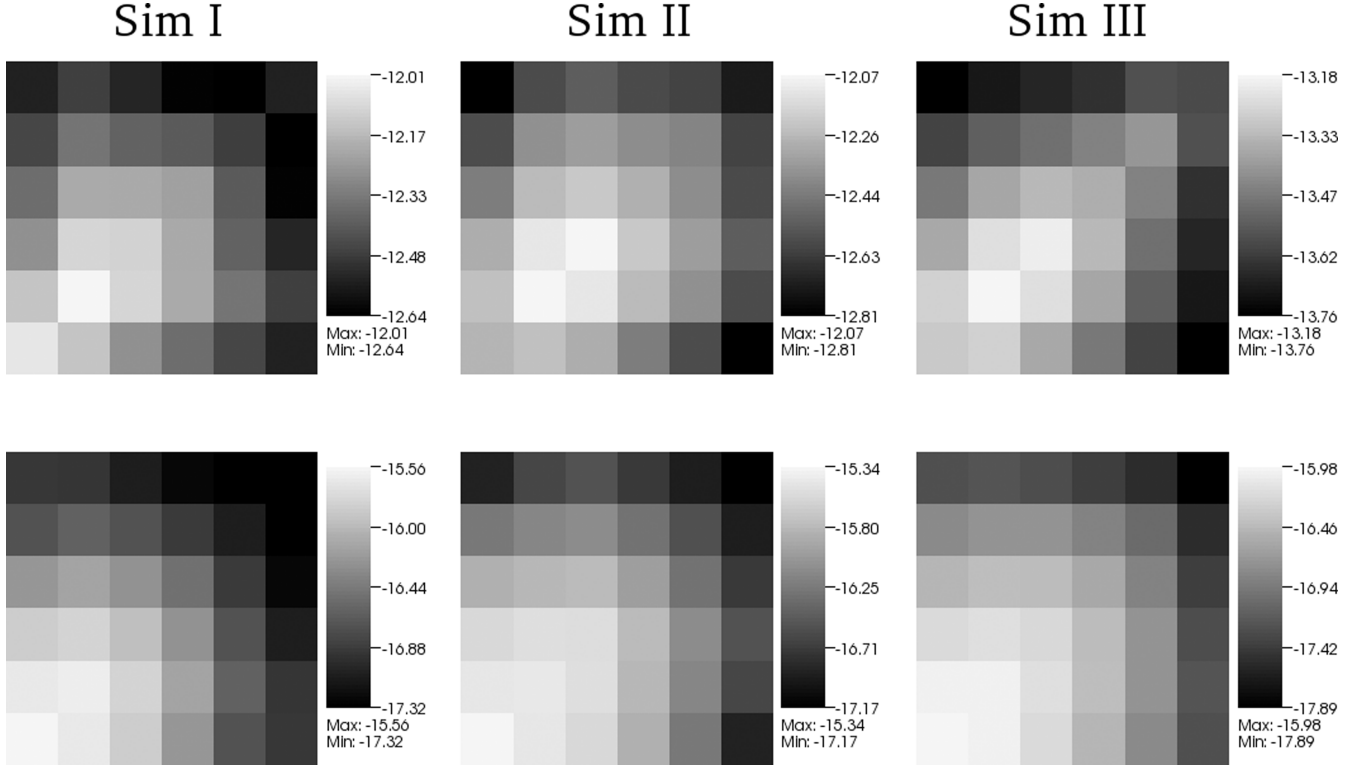 Sim I
Sim II
Sim III
-12.01
-12.17
-12.33
-12.48
-12.64
Max: -12.01
Min: -12.64
-12.07
-12.26
-12.44
-12.63
-12.81
Max: -12.07
Min: -12.81
-13.18
-13.33
-13.47
-13.62
-13.76
Max: -13.18
Min: -13.76
-15.56
-16.00
-16.44
-16.88
-17.32
Max: -15.56
Min: -17.32
-15.34
-15.80
-16.25
-16.71
-17.17
Max: -15.34
Min: -17.17
-15.98
-16.46
-16.94
-17.42
-17.89
Max: -15.98
Min: -17.89